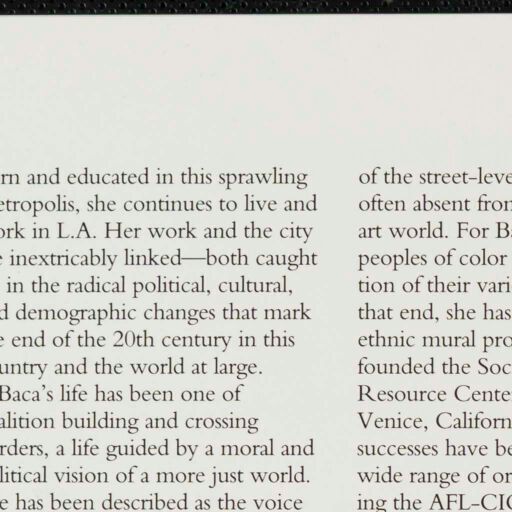 rn and educated in this sprawling
etropolis, she continues to live and
ork in L.A. Her work and the city
e inextricably linked—both caught
in the radical political, cultural,
d demographic changes that mark
e end of the 20th century in this
untry and the world at large.
Baca's life has been one of
alition building and crossing
rders, a life guided by a moral and
litical vision of a more just world.
e has been described as the voice
of the street-leve
often absent from
art world. For Ba
peoples of color
tion of their vari
that end, she has
ethnic mural pro
founded the Soc
Resource Cente
Venice, Californ
successes have be
wide range of or
ing the AFL-CIO